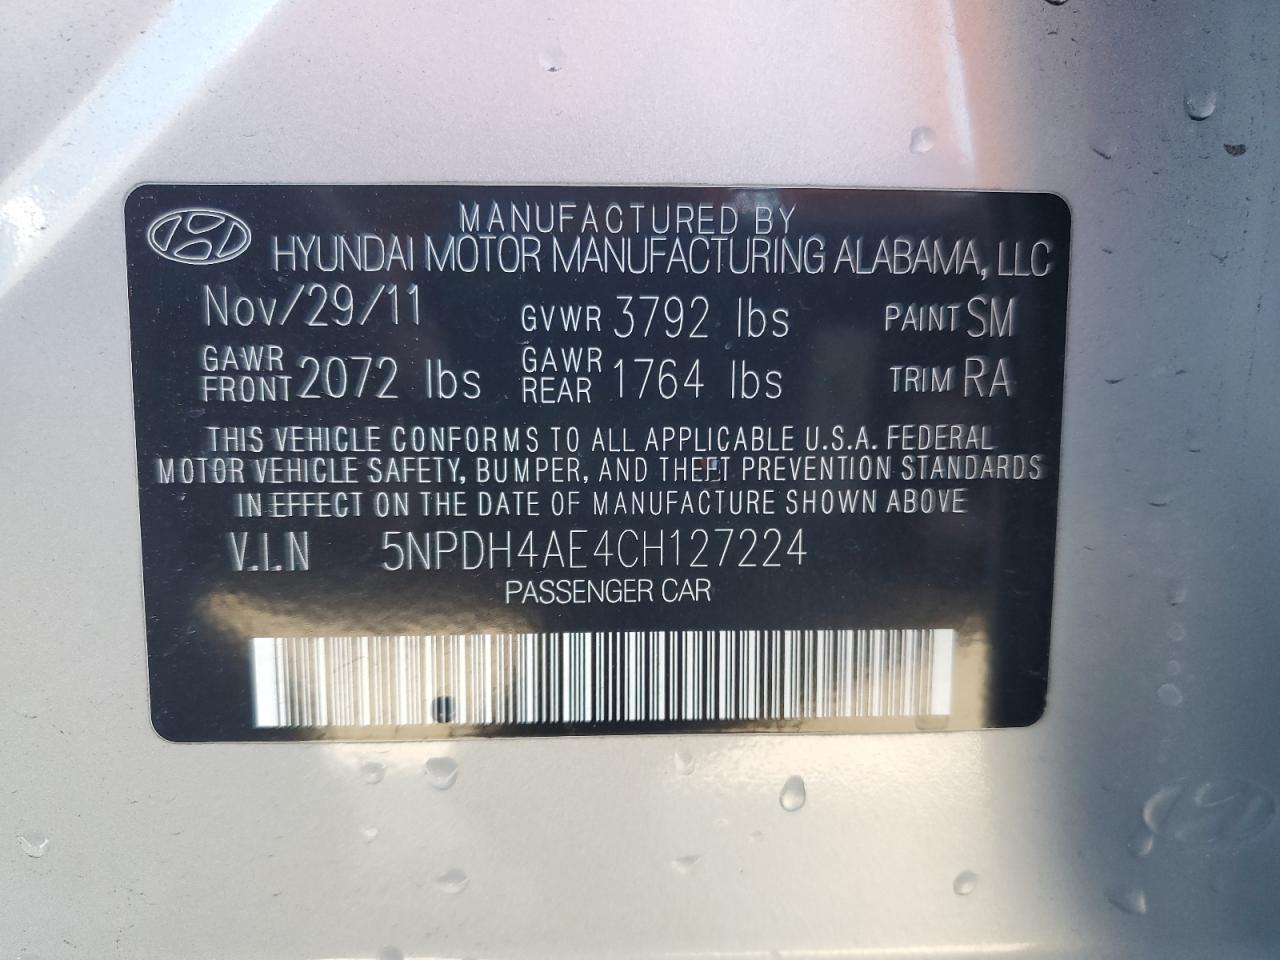 MANUFACTURED BY
HYUNDAI MOTOR MANUFACTURING ALABAMA, LLC
Nov/29/11 GVWR 3792 lbs PAINT SM
GAWR FRONT 2072 lbs GAWR REAR 1764 lbs TRIM RA
THIS VEHICLE CONFORMS TO ALL APPLICABLE U.S.A. FEDERAL
MOTOR VEHICLE SAFETY, BUMPER, AND THEFT PREVENTION STANDARDS
IN EFFECT ON THE DATE OF MANUFACTURE SHOWN ABOVE
V.I.N 5NPDH4AE4CH127224
PASSENGER CAR